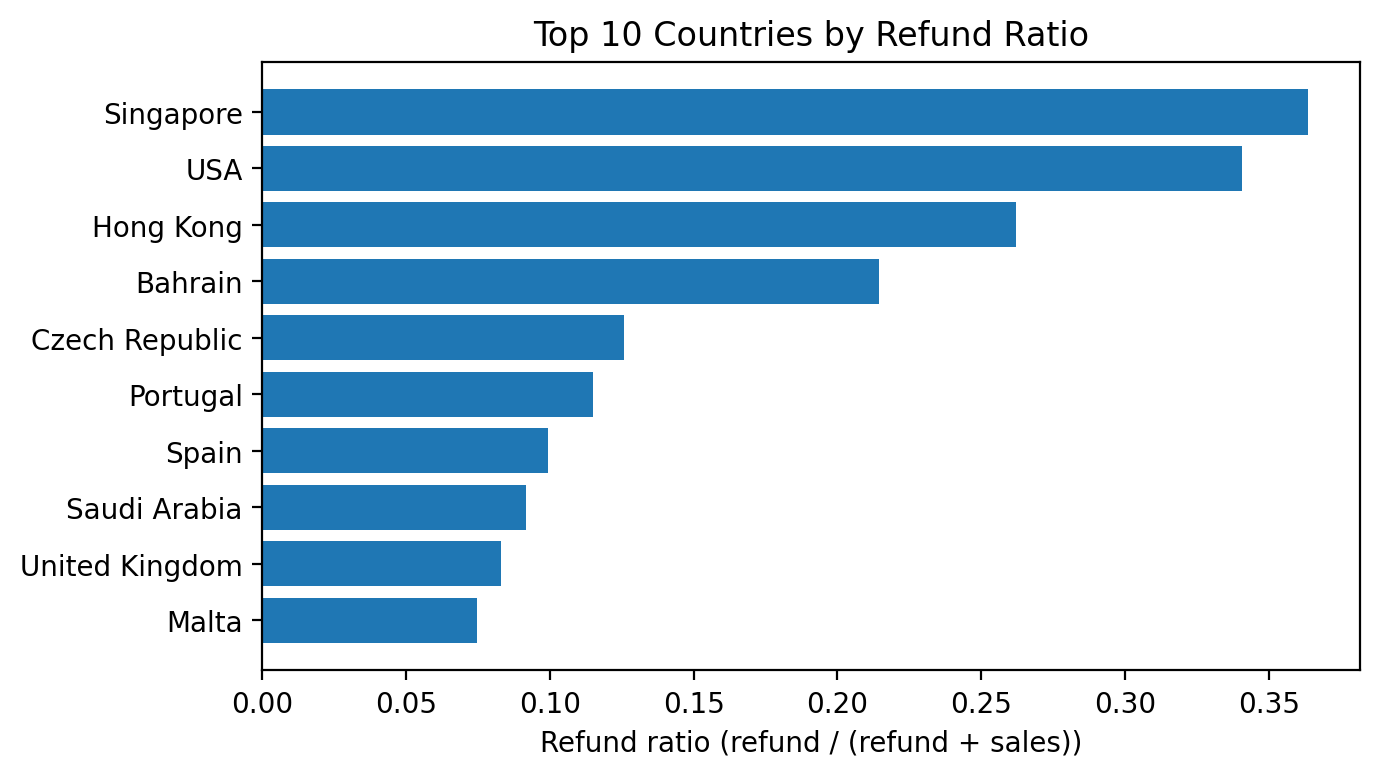 Top 10 Countries by Refund Ratio
Singapore
USA
Hong Kong
Bahrain
Czech Republic
Portugal
Spain
Saudi Arabia
United Kingdom
Malta
0.00 0.05 0.10 0.15 0.20 0.25 0.30 0.35
Refund ratio (refund / (refund + sales))